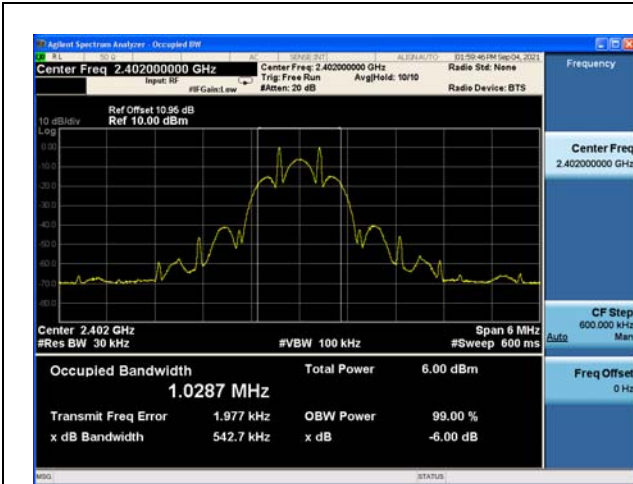 Agilent Spectrum Analyzer - Occupied BW
RL 50 Ω AC SENSE:INT ALIGNAUTO 01:59:46 PM Sep 04, 2021
Center Freq 2.402000000 GHz Center Freq: 2.402000000 GHz Radio Std: None Frequency
Input: RF Trig: Free Run Avg|Hold: 10/10
#IFGain:Low #Atten: 20 dB Radio Device: BTS
Ref Offset 10.95 dB
10 dB/div Ref 10.00 dBm
Log
0.00
-10.0
-20.0
-30.0
-40.0
-50.0
-60.0
-70.0
-80.0
Center Freq
2.402000000 GHz
Center 2.402 GHz Span 6 MHz
#Res BW 30 kHz #VBW 100 kHz #Sweep 600 ms
CF Step
600.000 kHz
Auto Man
Occupied Bandwidth Total Power 6.00 dBm
1.0287 MHz
Transmit Freq Error 1.977 kHz OBW Power 99.00 %
x dB Bandwidth 542.7 kHz x dB -6.00 dB
Freq Offset
0 Hz
MSG STATUS